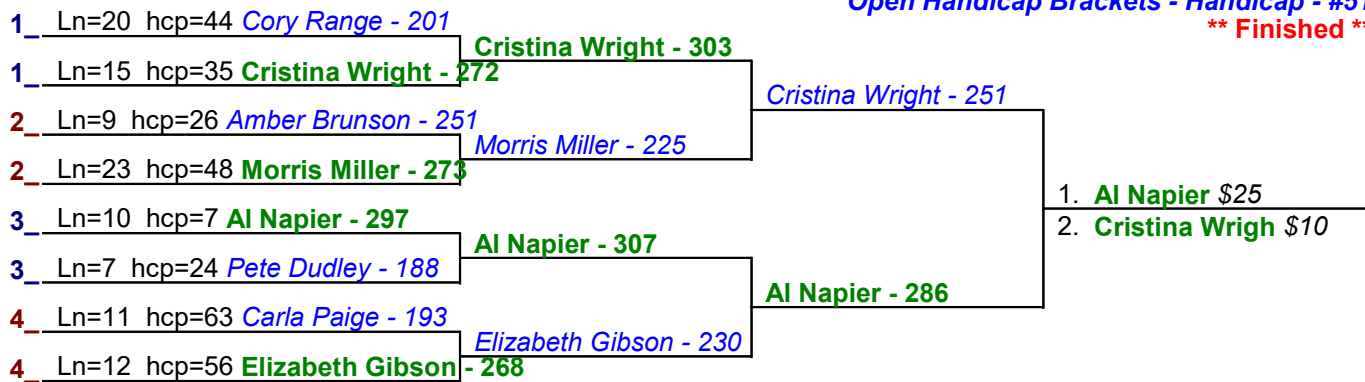 Open Handicap Brackets - Handicap - #51
** Finished **
1_ Ln=20 hcp=44 Cory Range - 201
Cristina Wright - 303
1_ Ln=15 hcp=35 Cristina Wright - 272
Cristina Wright - 251
2_ Ln=9 hcp=26 Amber Brunson - 251
Morris Miller - 225
2_ Ln=23 hcp=48 Morris Miller - 273
1. Al Napier $25
2. Cristina Wrigh $10
3_ Ln=10 hcp=7 Al Napier - 297
Al Napier - 307
3_ Ln=7 hcp=24 Pete Dudley - 188
Al Napier - 286
4_ Ln=11 hcp=63 Carla Paige - 193
Elizabeth Gibson - 230
4_ Ln=12 hcp=56 Elizabeth Gibson - 268